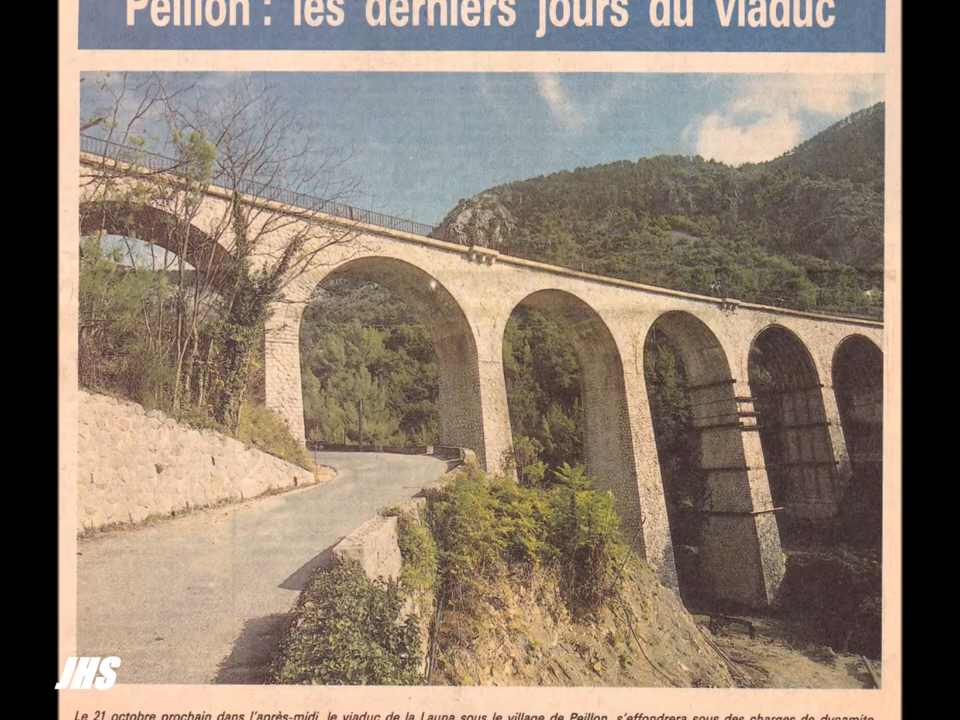 Peillon : les derniers jours du viaduc
JHS
Le 21 octobre prochain dans l'après-midi, le viaduc de la Launa sous le village de Peillon, s'effondrera sous des charges de dynamite